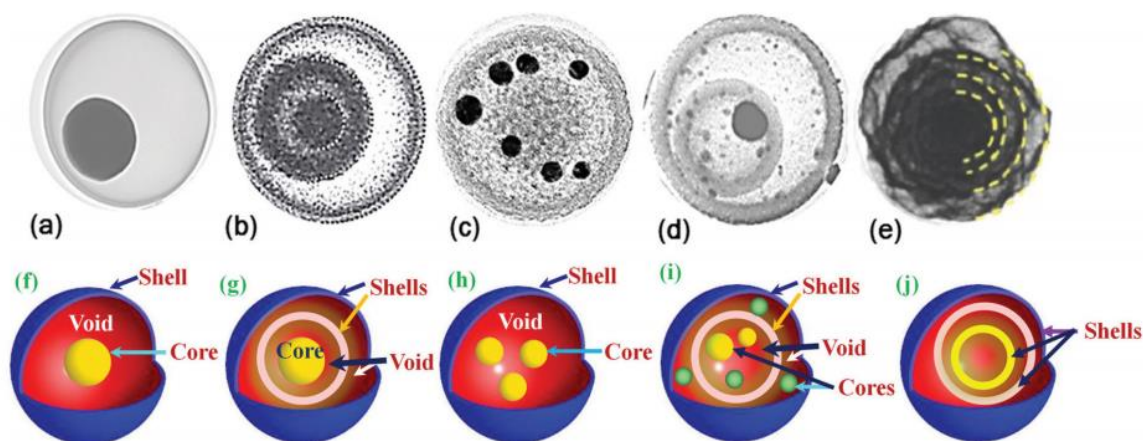 (a)
(b)
(c)
(d)
(e)
(f)
Shell
Void
Core
(g)
Shells
Core
Void
(h)
Shell
Void
Core
(i)
Shells
Void
Cores
(j)
Shells